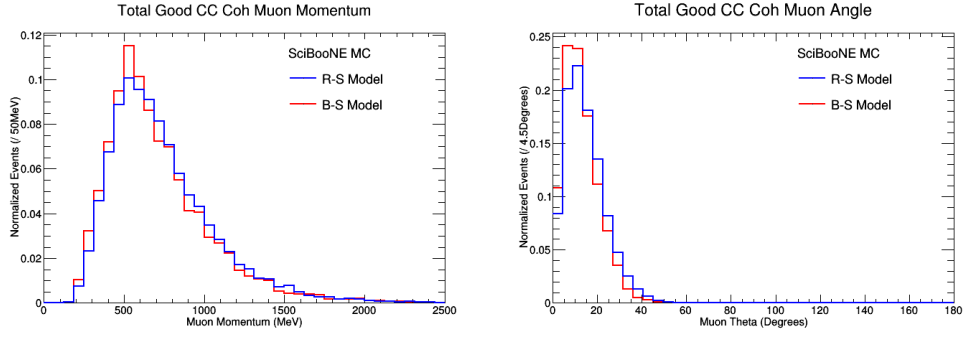 Total Good CC Coh Muon Momentum
Normalized Events (/ 50MeV)
0.12
0.1
0.08
0.06
0.04
0.02
0
SciBooNE MC
R-S Model
B-S Model
0 500 1000 1500 2000 2500
Muon Momentum (MeV)
Total Good CC Coh Muon Angle
Normalized Events (/ 4.5Degrees)
0.25
0.2
0.15
0.1
0.05
0
SciBooNE MC
R-S Model
B-S Model
0 20 40 60 80 100 120 140 160 180
Muon Theta (Degrees)